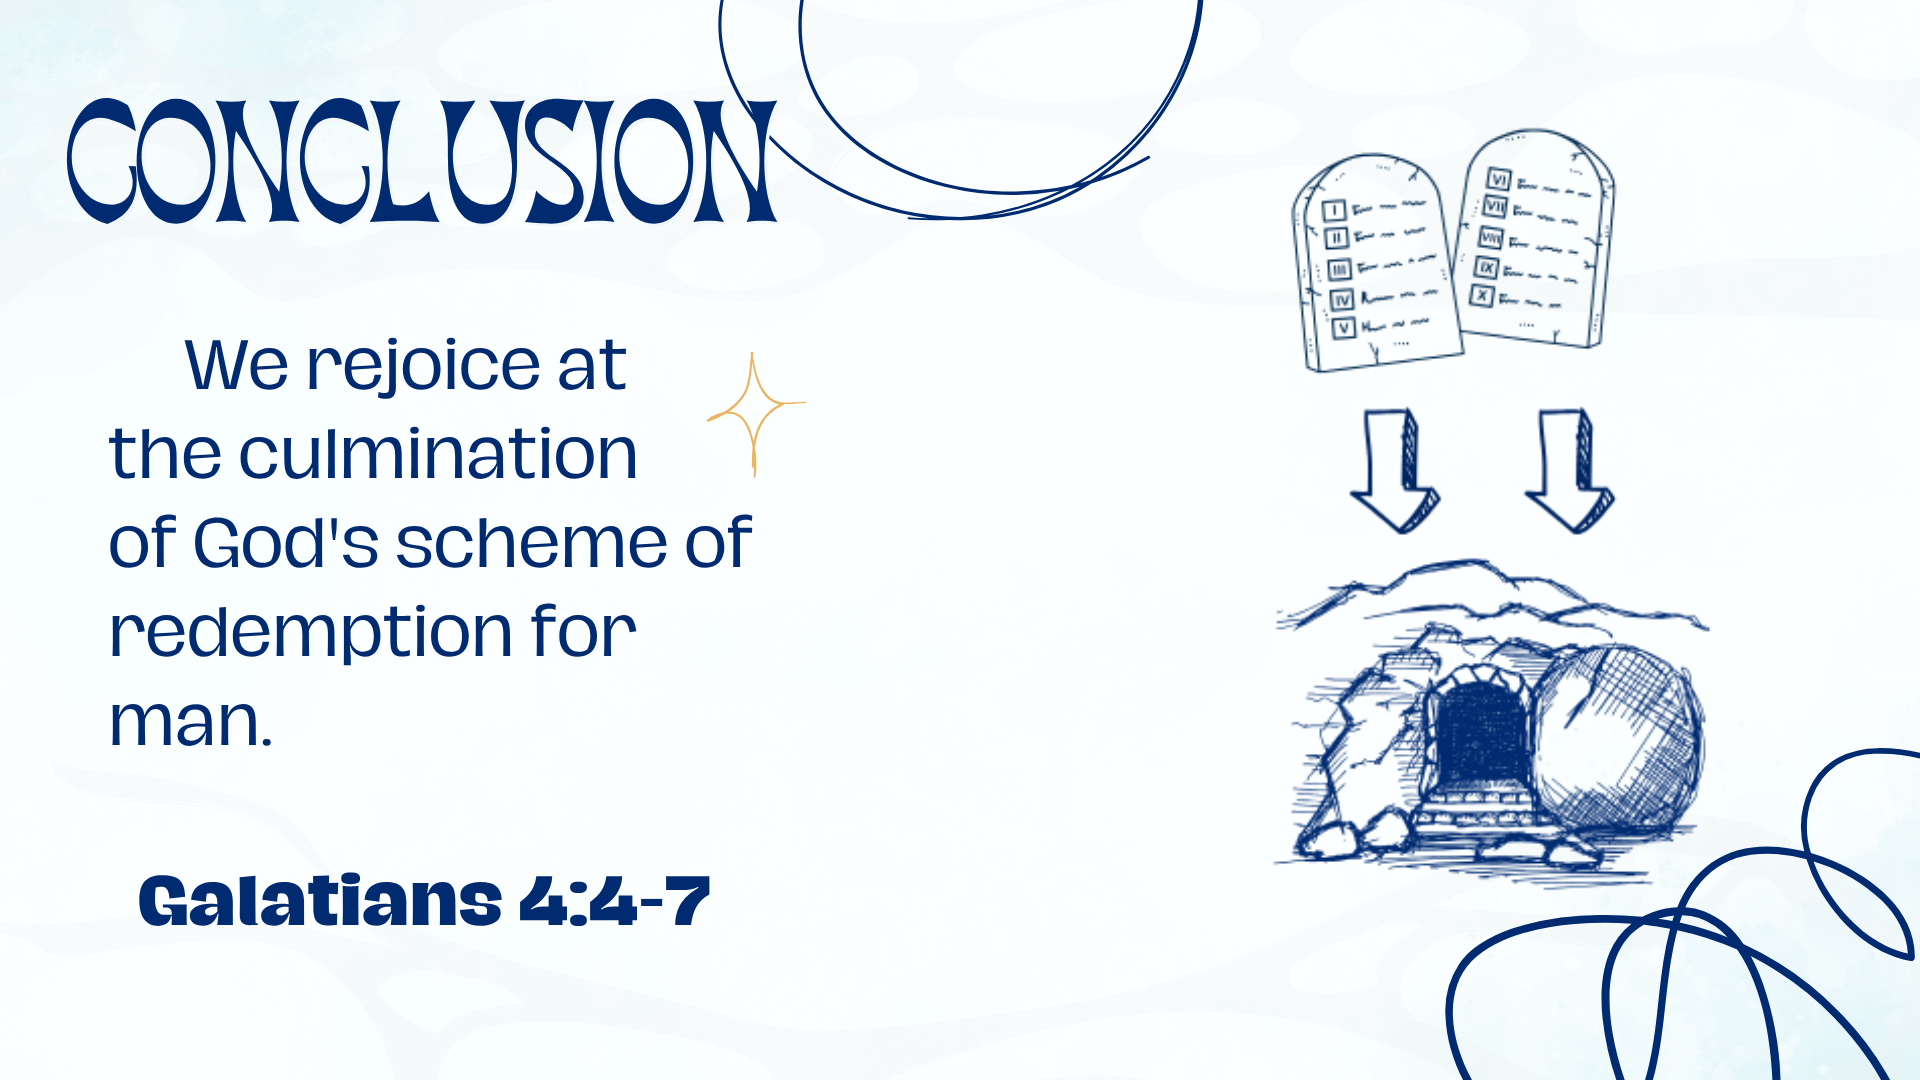 CONCLUSION
We rejoice at
the culmination
of God's scheme of
redemption for
man.
Galatians 4:4-7
I
II
III
IV
V
VI
VII
VIII
IX
X